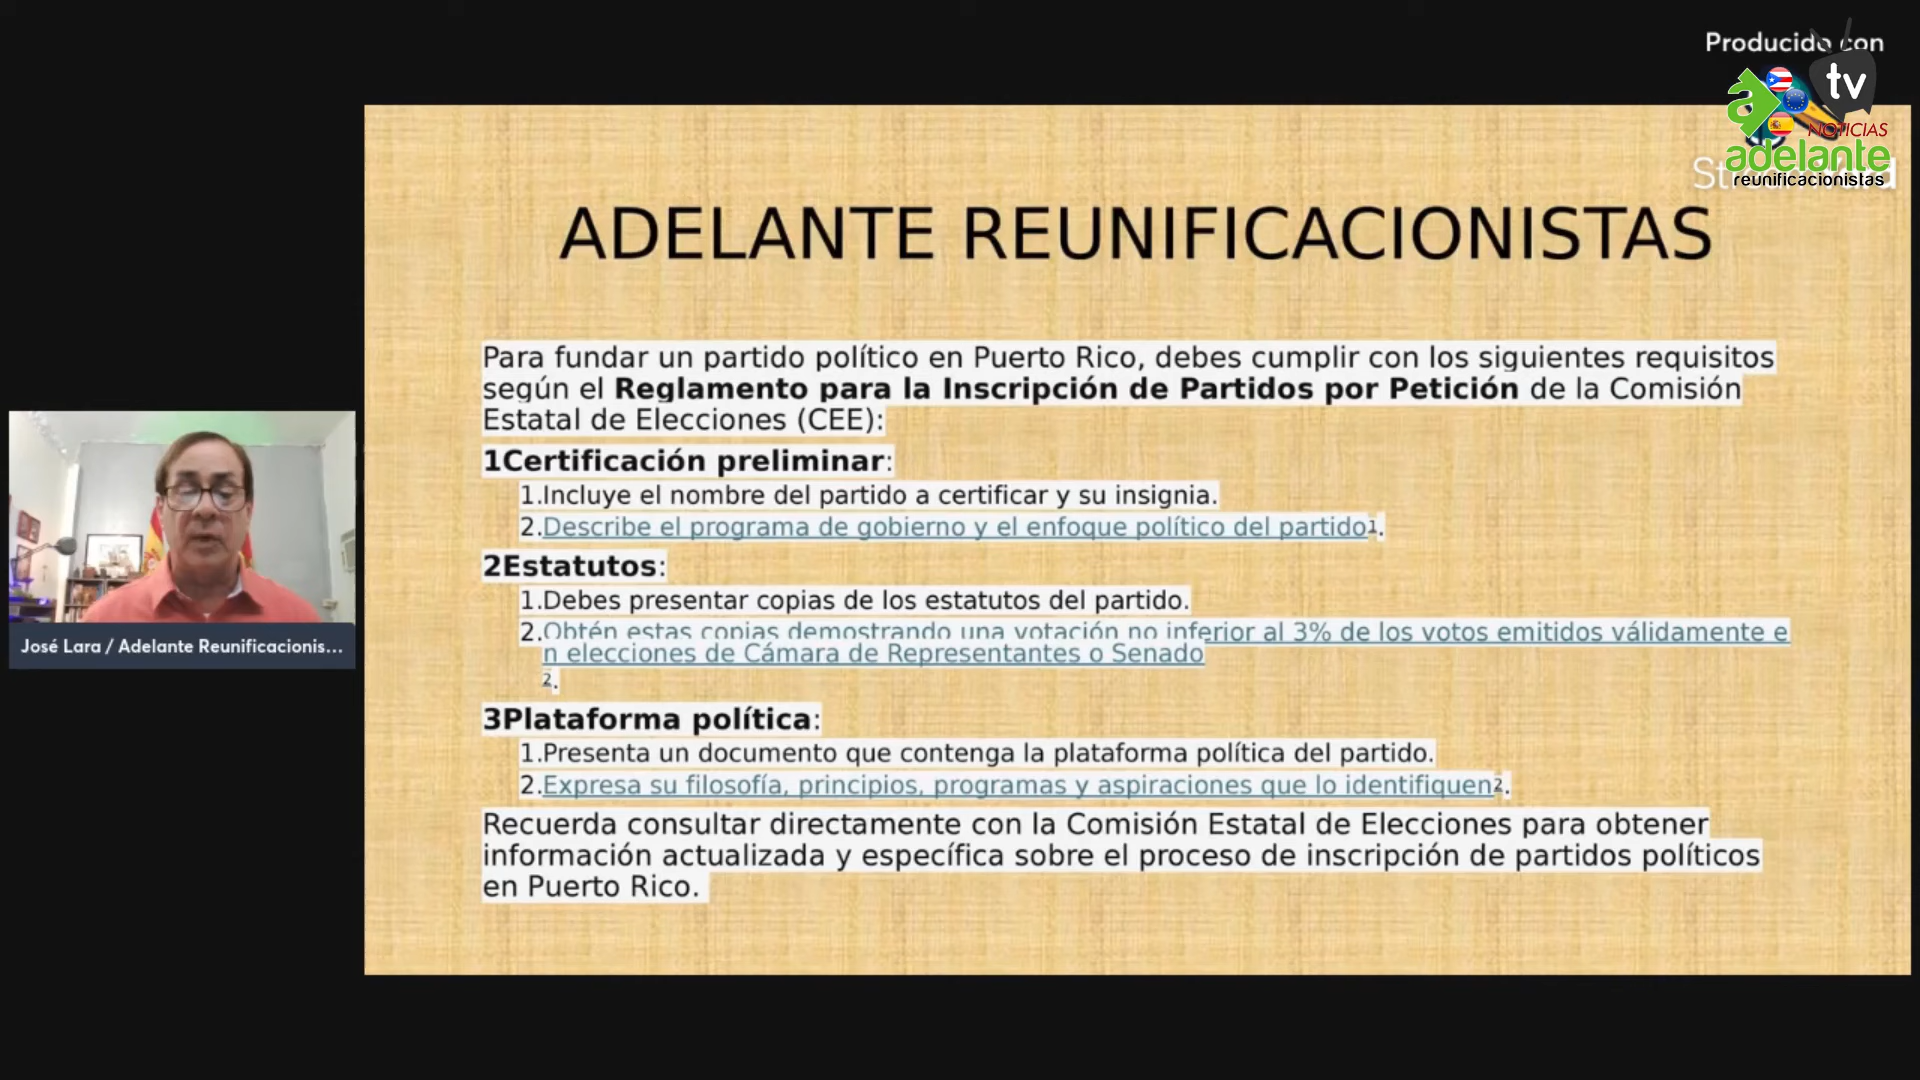 Producido con
tv
NOTICIAS
adelante
reunificacionistas
ADELANTE REUNIFICACIONISTAS
Para fundar un partido político en Puerto Rico, debes cumplir con los siguientes requisitos
según el Reglamento para la Inscripción de Partidos por Petición de la Comisión
Estatal de Elecciones (CEE):
1Certificación preliminar:
1.Incluye el nombre del partido a certificar y su insignia.
2.Describe el programa de gobierno y el enfoque político del partido1.
2Estatutos:
1.Debes presentar copias de los estatutos del partido.
2.Obtén estas copias demostrando una votación no inferior al 3% de los votos emitidos válidamente e
n elecciones de Cámara de Representantes o Senado
2.
3Plataforma política:
1.Presenta un documento que contenga la plataforma política del partido.
2.Expresa su filosofía, principios, programas y aspiraciones que lo identifiquen2.
Recuerda consultar directamente con la Comisión Estatal de Elecciones para obtener
información actualizada y específica sobre el proceso de inscripción de partidos políticos
en Puerto Rico.
José Lara / Adelante Reunificacionis...